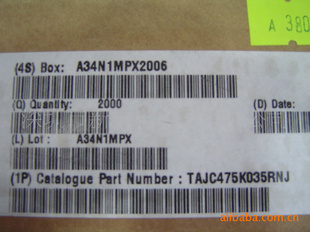 A 380
(4S) Box: A34N1MPX2006
(Q) Quantity: 2000 (D) Date:
(L) Lot : A34N1MPX
(1P) Catalogue Part Number : TAJC475K035RNJ
alibaba.com.cn